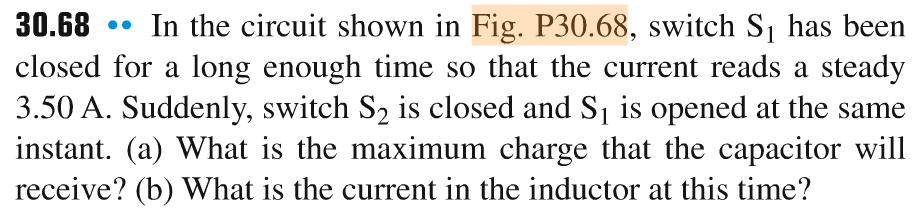 30.68 •• In the circuit shown in Fig. P30.68, switch S₁ has been
closed for a long enough time so that the current reads a steady
3.50 A. Suddenly, switch S₂ is closed and S₁ is opened at the same
instant. (a) What is the maximum charge that the capacitor will
receive? (b) What is the current in the inductor at this time?